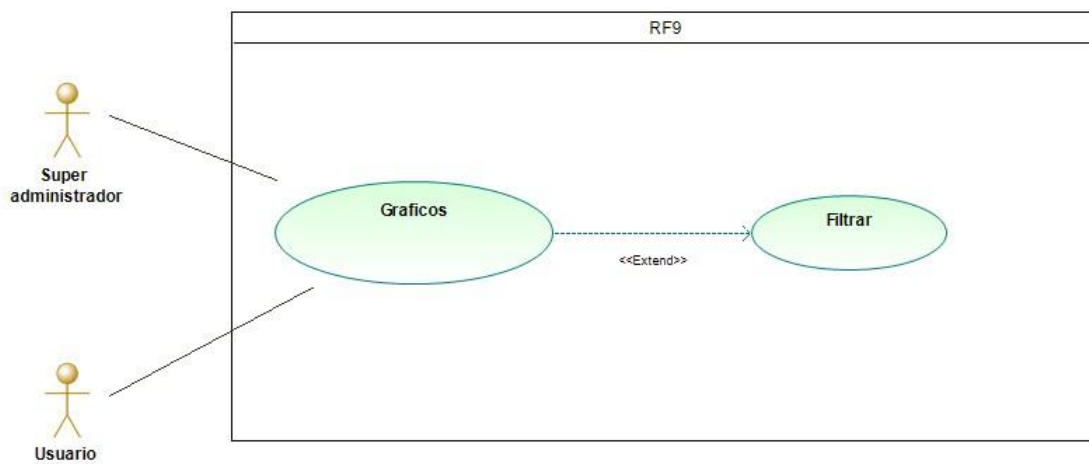 RF9
Super
administrador
Graficos
Filtrar
<<Extend>>
Usuario